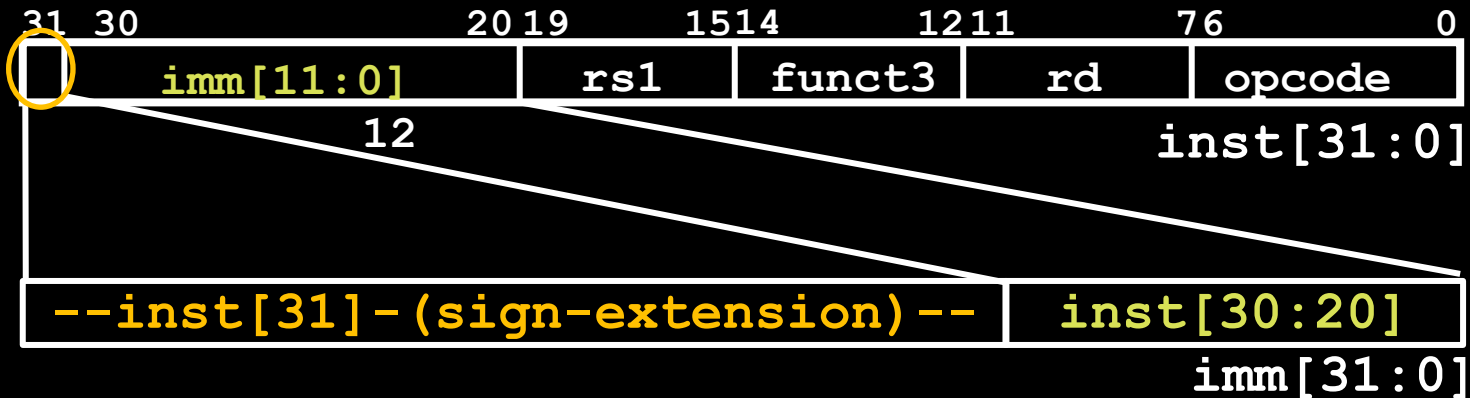 31 30 20 19 15 14 12 11 7 6 0
imm[11:0] rs1 funct3 rd opcode
12
inst[31:0]
--inst[31]-(sign-extension)-- inst[30:20]
imm[31:0]